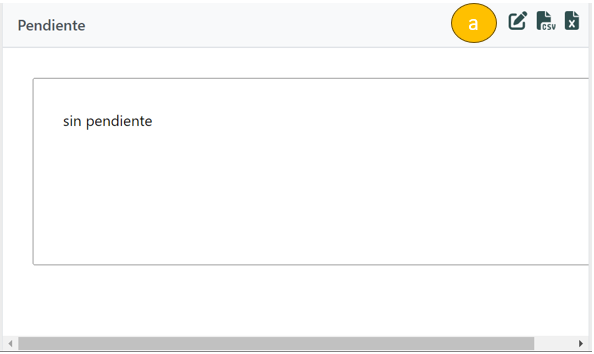 Pendiente
a
CSV
X
sin pendiente